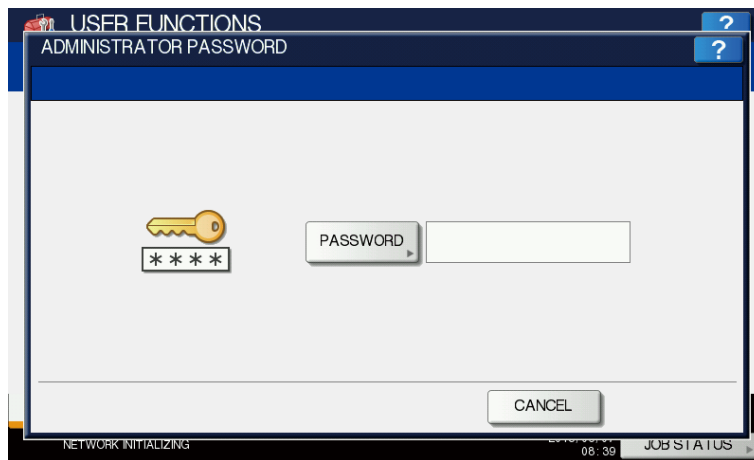 USER FUNCTIONS
?
ADMINISTRATOR PASSWORD
?
PASSWORD
****
CANCEL
NETWORK INITIALIZING
08:39
JOB STATUS